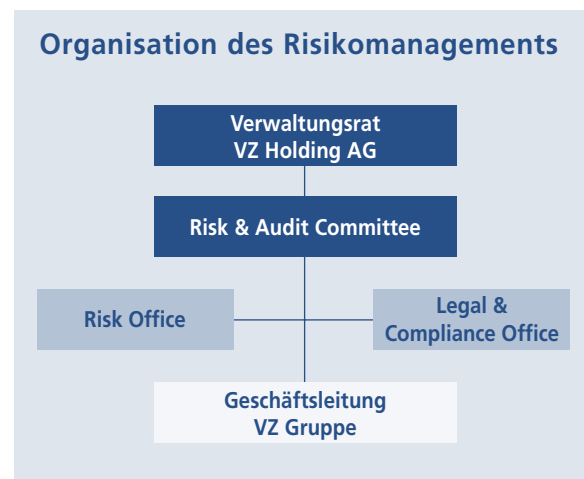 Organisation des Risikomanagements
Verwaltungsrat
VZ Holding AG
Risk & Audit Committee
Risk Office
Legal &
Compliance Office
Geschäftsleitung
VZ Gruppe